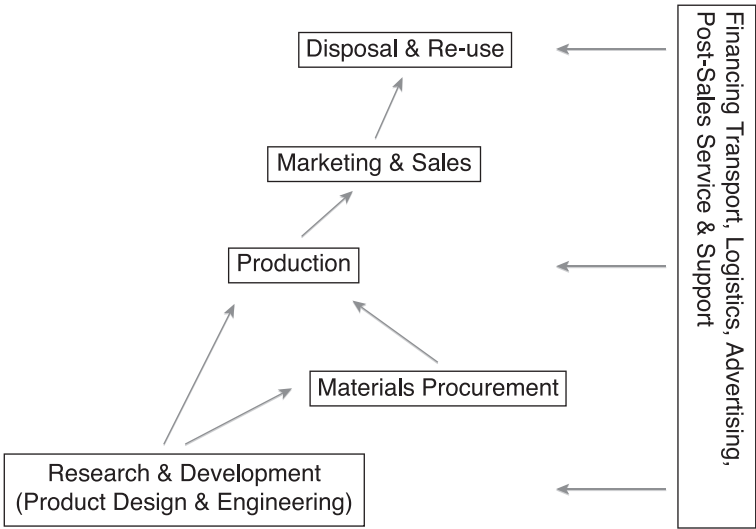 Disposal & Re-use
Marketing & Sales
Production
Materials Procurement
Research & Development
(Product Design & Engineering)
Financing Transport, Logistics, Advertising,
Post-Sales Service & Support